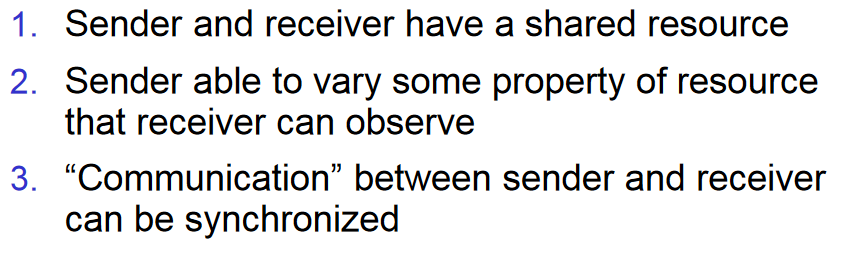 1. Sender and receiver have a shared resource
2. Sender able to vary some property of resource
that receiver can observe
3. “Communication” between sender and receiver
can be synchronized